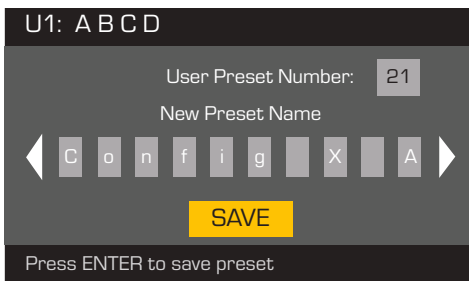 U1: A B C D
User Preset Number: 21
New Preset Name
C o n f i g X A
SAVE
Press ENTER to save preset